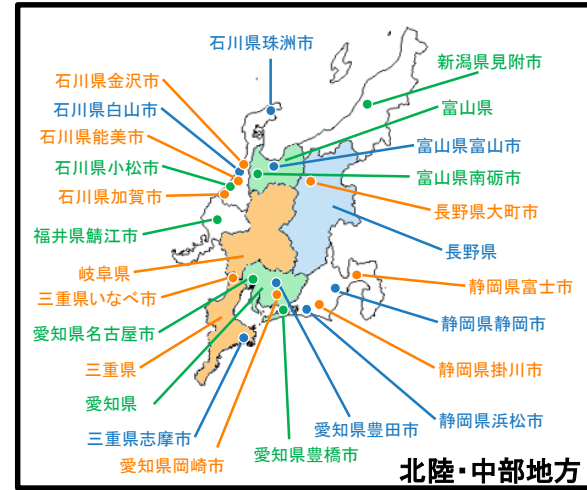 石川県珠洲市
新潟県見附市
石川県金沢市
石川県白山市
富山県
石川県能美市
富山県富山市
石川県小松市
富山県南砺市
石川県加賀市
長野県大町市
福井県鯖江市
長野県
岐阜県
静岡県富士市
三重県いなべ市
静岡県静岡市
愛知県名古屋市
三重県
静岡県掛川市
愛知県
静岡県浜松市
愛知県豊田市
三重県志摩市
愛知県豊橋市
愛知県岡崎市
北陸・中部地方